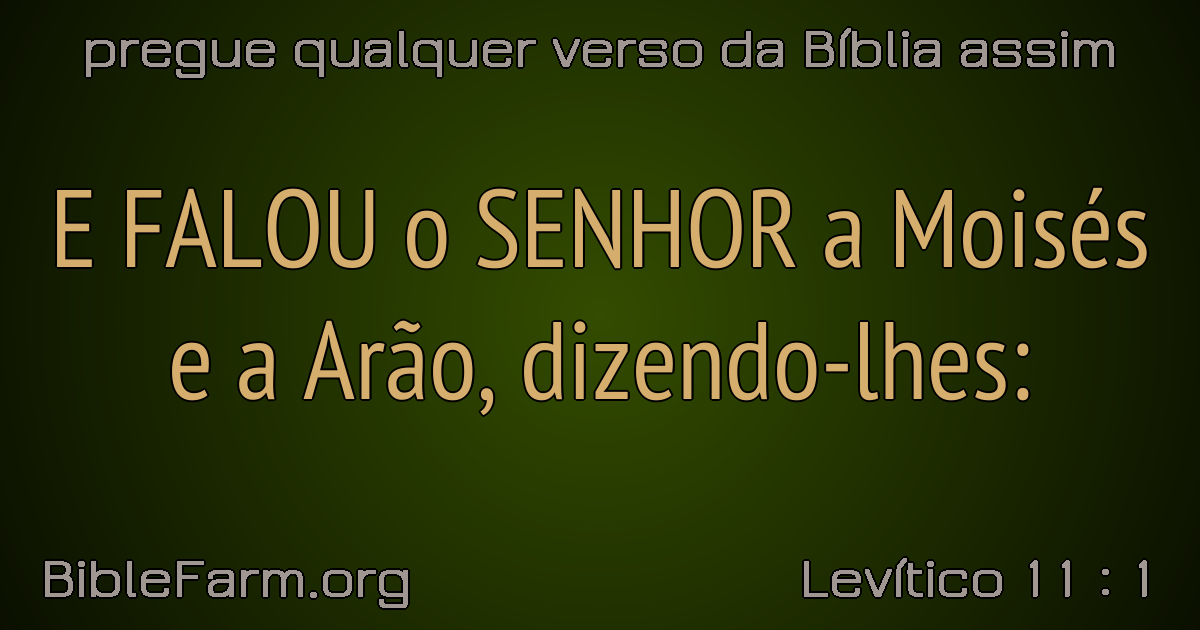 pregue qualquer verso da Bíblia assim
E FALOU o SENHOR a Moisés
e a Arão, dizendo-lhes:
BibleFarm.org
Levítico 11 : 1